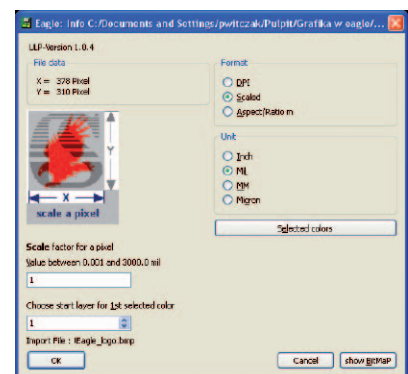 Eagle: Info C:/Documents and Settings/pwitczak/Pulpit/Grafika w eagle/...
LLP-Version 1.0.4
File data
X = 378 Pixel
Y = 310 Pixel
Y
X
scale a pixel
Format
DPI
Scaled
Aspect/Ratio m
Unit
Inch
MIL
MM
Micron
Selected colors
Scale factor for a pixel
Value between 0.001 and 3000.0 mil
1
Choose start layer for 1st selected color
1
Import File : Eagle_logo.bmp
OK
Cancel
show BitMaP